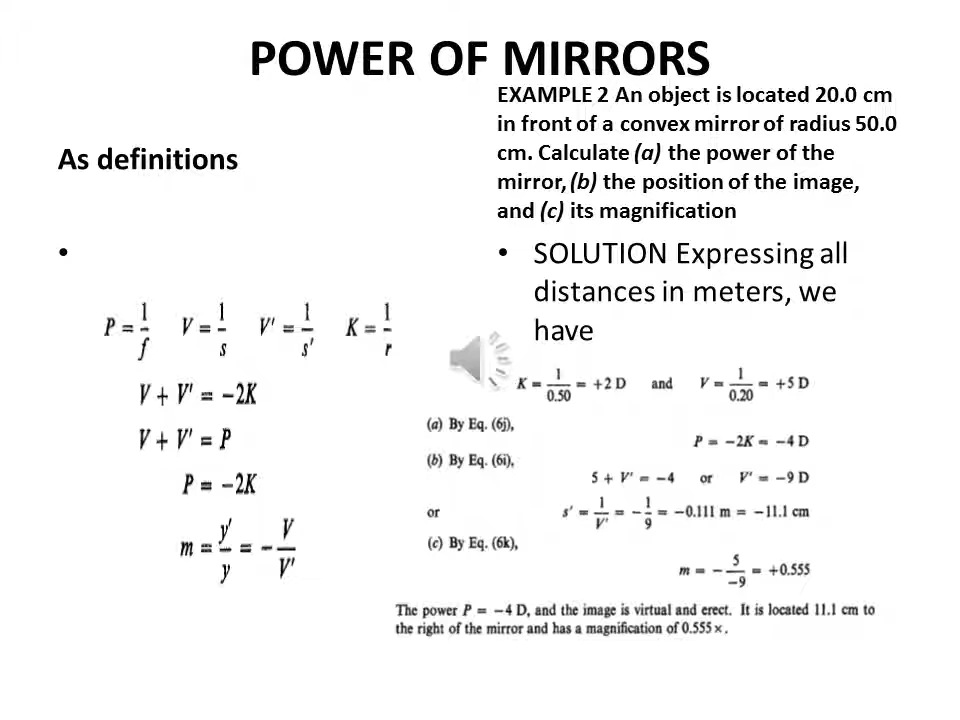 POWER OF MIRRORS
As definitions
•
P = 1/f V = 1/s V' = 1/s' K = 1/r
V + V' = −2K
V + V' = P
P = −2K
m = y'/y = − V/V'
EXAMPLE 2 An object is located 20.0 cm
in front of a convex mirror of radius 50.0
cm. Calculate (a) the power of the
mirror, (b) the position of the image,
and (c) its magnification
• SOLUTION Expressing all
distances in meters, we
have
K = 1/0.50 = +2 D and V = 1/0.20 = +5 D
(a) By Eq. (6j),
P = −2K = −4 D
(b) By Eq. (6i),
5 + V' = −4 or V' = −9 D
or s' = 1/V' = − 1/9 = −0.111 m = −11.1 cm
(c) By Eq. (6k),
m = − 5/−9 = +0.555
The power P = −4 D, and the image is virtual and erect. It is located 11.1 cm to
the right of the mirror and has a magnification of 0.555 ×.